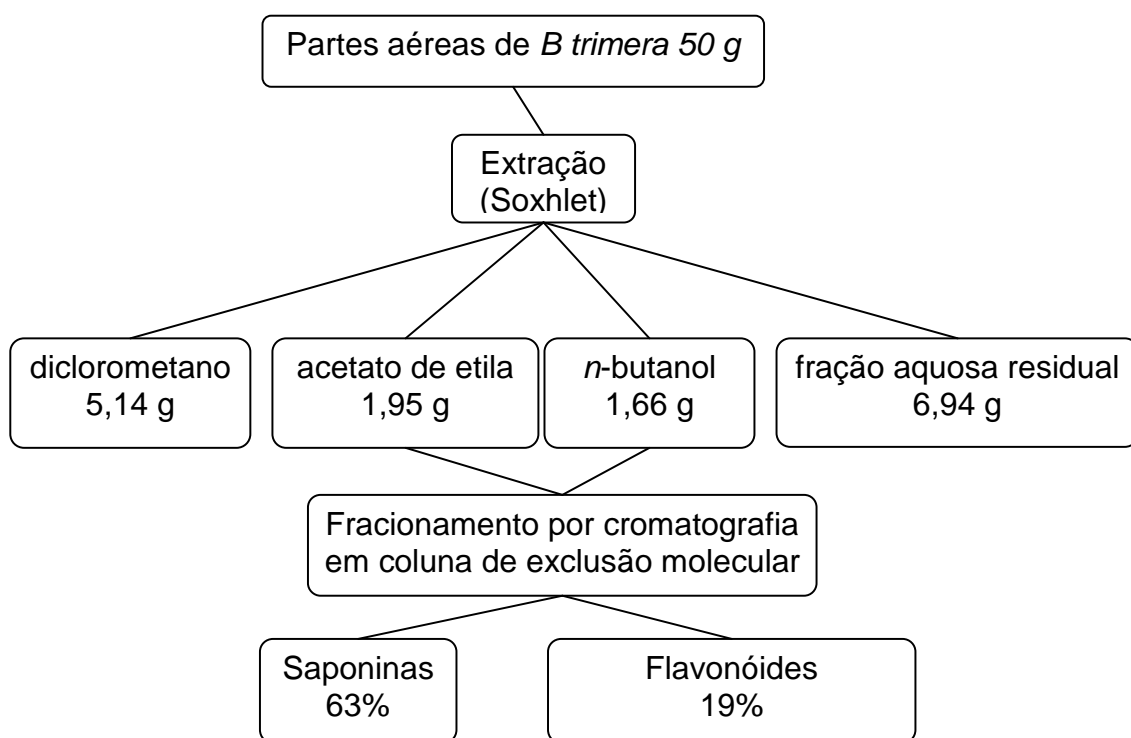 Partes aéreas de B trimera 50 g
Extração
(Soxhlet)
diclorometano
5,14 g
acetato de etila
1,95 g
n-butanol
1,66 g
fração aquosa residual
6,94 g
Fracionamento por cromatografia
em coluna de exclusão molecular
Saponinas
63%
Flavonóides
19%